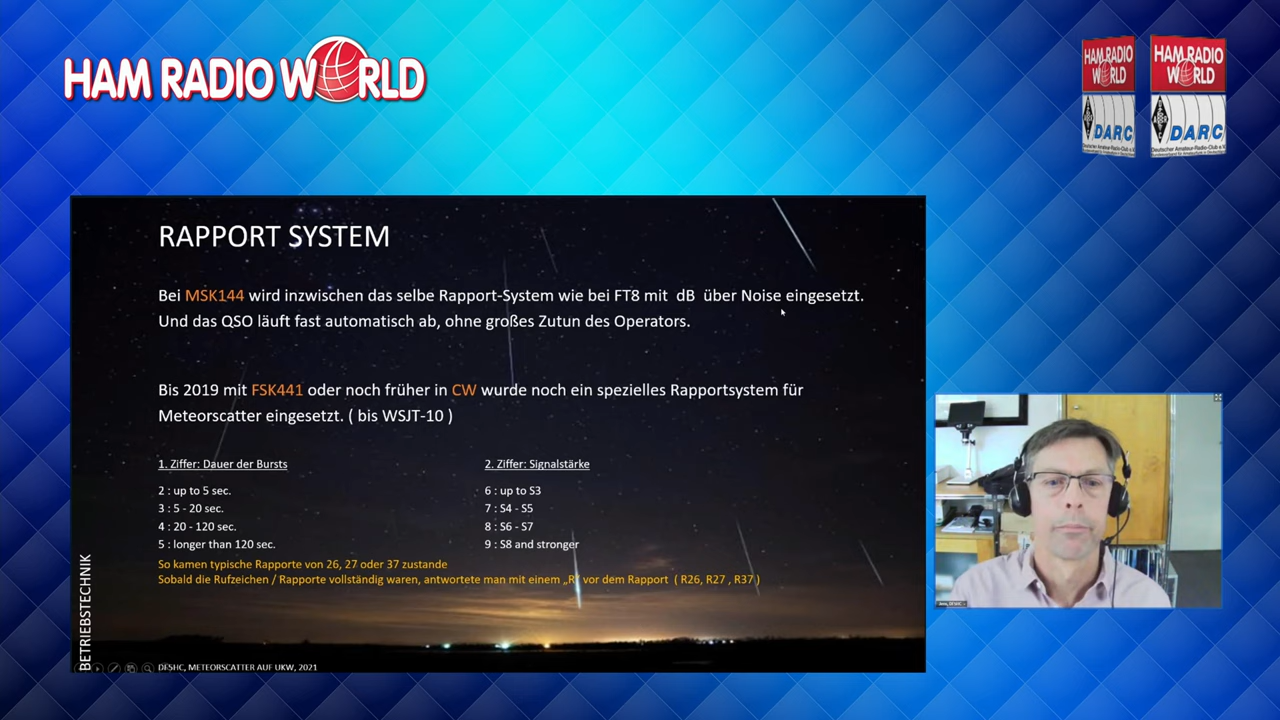 HAM RADIO WORLD
HAM RADIO
WORLD
DARC
HAM RADIO
WORLD
DARC
Deutscher Amateur-Radio-Club e.V.
RAPPORT SYSTEM
Bei MSK144 wird inzwischen das selbe Rapport-System wie bei FT8 mit dB über Noise eingesetzt.
Und das QSO läuft fast automatisch ab, ohne großes Zutun des Operators.
Bis 2019 mit FSK441 oder noch früher in CW wurde noch ein spezielles Rapportsystem für
Meteorscatter eingesetzt. ( bis WSJT-10 )
1. Ziffer: Dauer der Bursts
2 : up to 5 sec.
3 : 5 - 20 sec.
4 : 20 - 120 sec.
5 : longer than 120 sec.
2. Ziffer: Signalstärke
6 : up to S3
7 : S4 - S5
8 : S6 - S7
9 : S8 and stronger
So kamen typische Rapporte von 26, 27 oder 37 zustande
Sobald die Rufzeichen / Rapporte vollständig waren, antwortete man mit einem „R“ vor dem Rapport ( R26, R27 , R37 )
BETRIEBSTECHNIK
DF5HC, METEORSCATTER AUF UKW, 2021